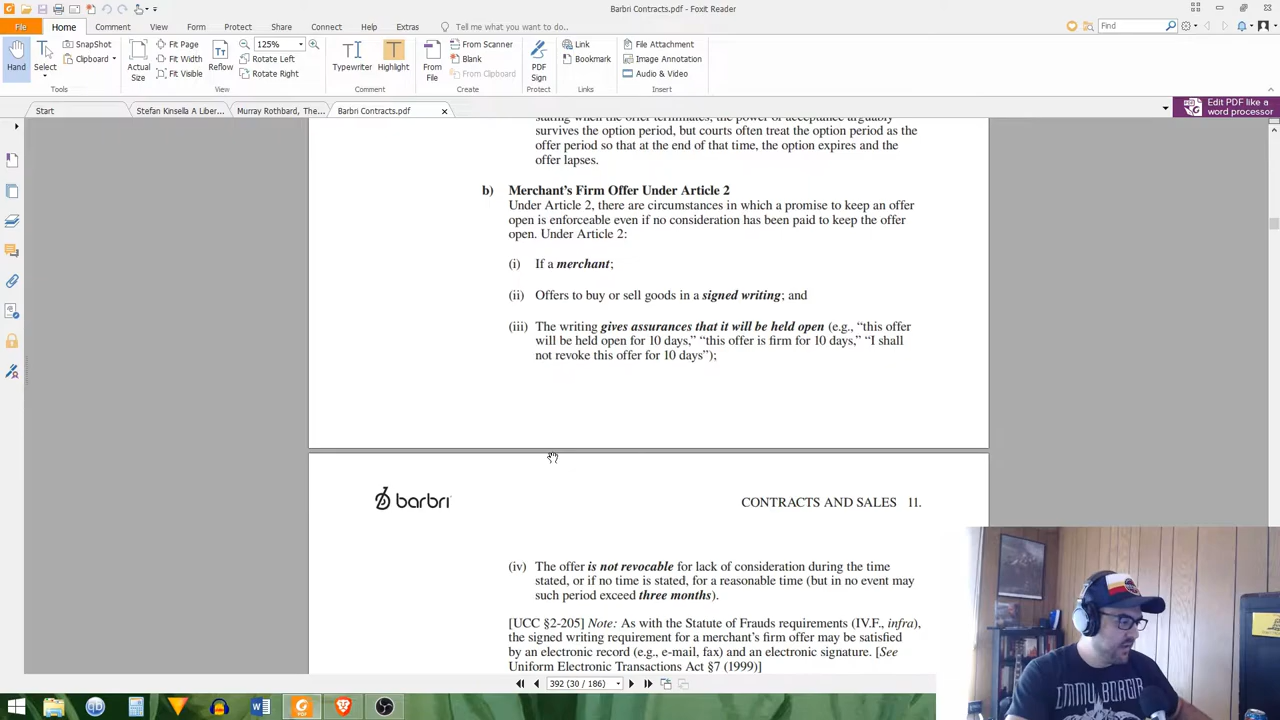 Barbri Contracts.pdf - Foxit Reader
File Home Comment View Form Protect Share Connect Help Extras Tell me what you want to do... Find
Hand
Select
SnapShot
Clipboard
Actual Size
Fit Page
Fit Width
Fit Visible
Reflow
125%
Rotate Left
Rotate Right
Typewriter
Highlight
From File
From Scanner
Blank
From Clipboard
PDF Sign
Link
Bookmark
File Attachment
Image Annotation
Audio & Video
Tools View Comment Create Protect Links Insert
Start Stefan Kinsella A Liber... Murray Rothbard, The... Barbri Contracts.pdf
Edit PDF like a word processor
stating when the offer terminates, the power of acceptance arguably
survives the option period, but courts often treat the option period as the
offer period so that at the end of that time, the option expires and the
offer lapses.
b) Merchant's Firm Offer Under Article 2
Under Article 2, there are circumstances in which a promise to keep an offer
open is enforceable even if no consideration has been paid to keep the offer
open. Under Article 2:
(i) If a merchant;
(ii) Offers to buy or sell goods in a signed writing; and
(iii) The writing gives assurances that it will be held open (e.g., “this offer
will be held open for 10 days,” “this offer is firm for 10 days,” “I shall
not revoke this offer for 10 days”);
barbri CONTRACTS AND SALES 11.
(iv) The offer is not revocable for lack of consideration during the time
stated, or if no time is stated, for a reasonable time (but in no event may
such period exceed three months).
[UCC §2-205] Note: As with the Statute of Frauds requirements (IV.F., infra),
the signed writing requirement for a merchant's firm offer may be satisfied
by an electronic record (e.g., e-mail, fax) and an electronic signature. [See
Uniform Electronic Transactions Act §7 (1999)]
392 (30 / 186)